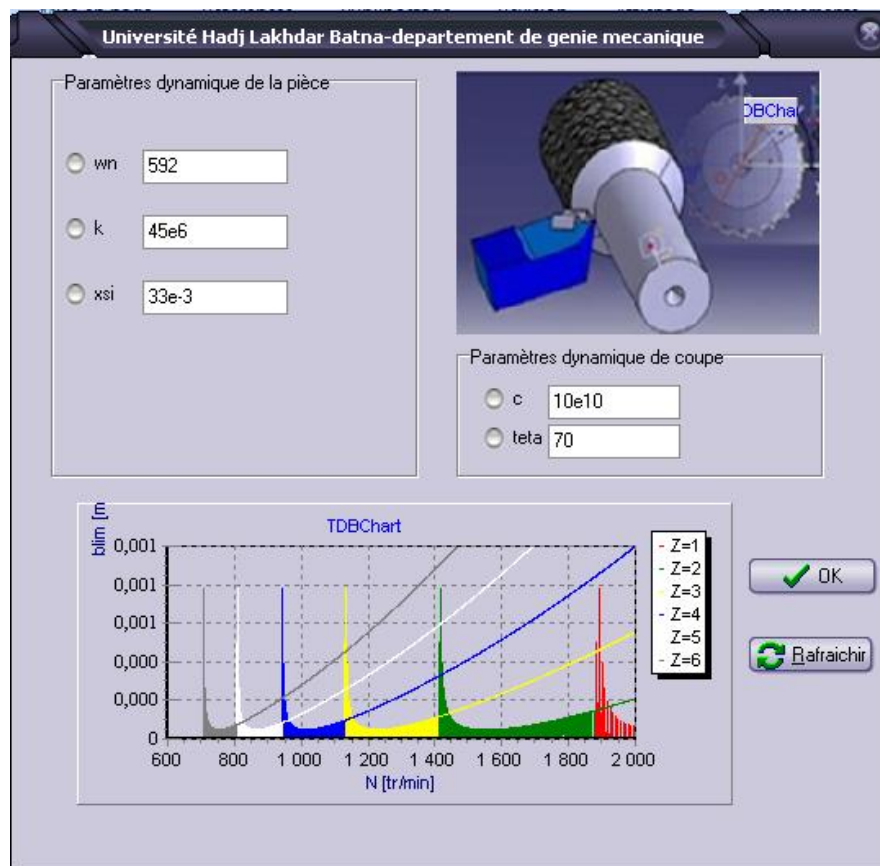 Université Hadj Lakhdar Batna-departement de genie mecanique
Paramètres dynamique de la pièce
wn 592
k 45e6
xsi 33e-3
DBCha
Paramètres dynamique de coupe
c 10e10
teta 70
TDBChart
blim [m
0,001
0,001
0,001
0,000
0,000
0
600 800 1 000 1 200 1 400 1 600 1 800 2 000
N [tr/min]
Z=1
Z=2
Z=3
Z=4
Z=5
Z=6
OK
Rafraichir